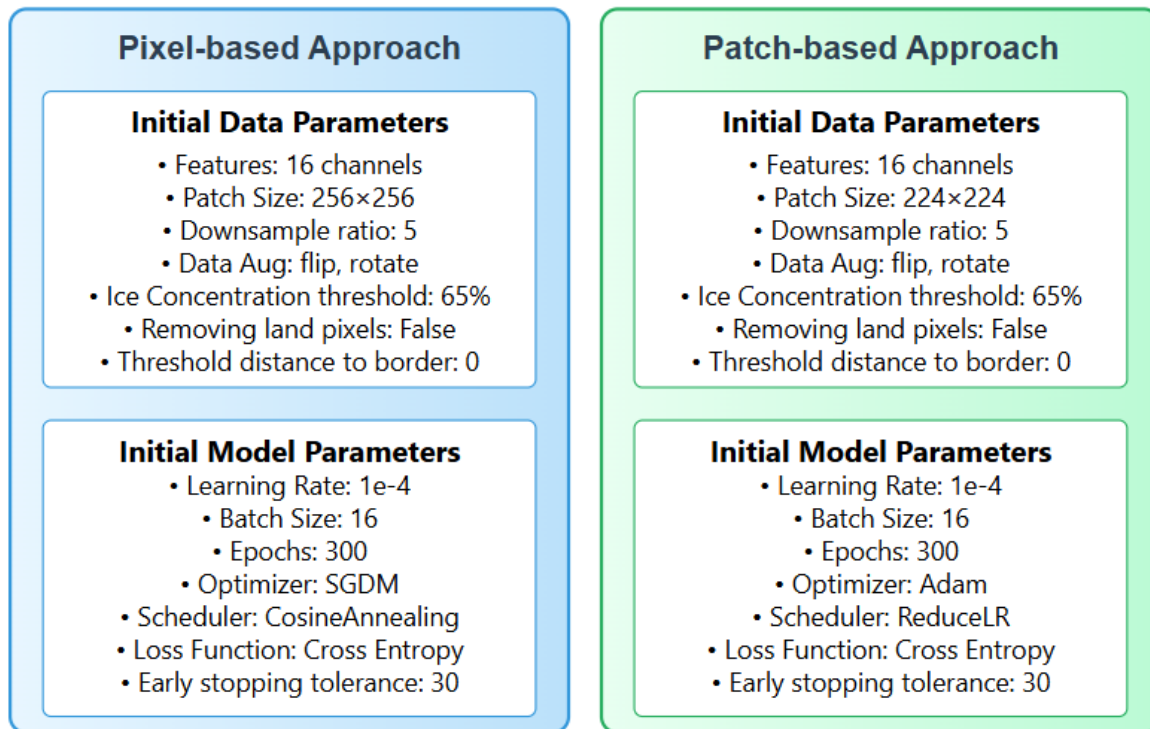 Pixel-based Approach
Initial Data Parameters
• Features: 16 channels
• Patch Size: 256×256
• Downsample ratio: 5
• Data Aug: flip, rotate
• Ice Concentration threshold: 65%
• Removing land pixels: False
• Threshold distance to border: 0
Initial Model Parameters
• Learning Rate: 1e-4
• Batch Size: 16
• Epochs: 300
• Optimizer: SGDM
• Scheduler: CosineAnnealing
• Loss Function: Cross Entropy
• Early stopping tolerance: 30
Patch-based Approach
Initial Data Parameters
• Features: 16 channels
• Patch Size: 224×224
• Downsample ratio: 5
• Data Aug: flip, rotate
• Ice Concentration threshold: 65%
• Removing land pixels: False
• Threshold distance to border: 0
Initial Model Parameters
• Learning Rate: 1e-4
• Batch Size: 16
• Epochs: 300
• Optimizer: Adam
• Scheduler: ReduceLR
• Loss Function: Cross Entropy
• Early stopping tolerance: 30